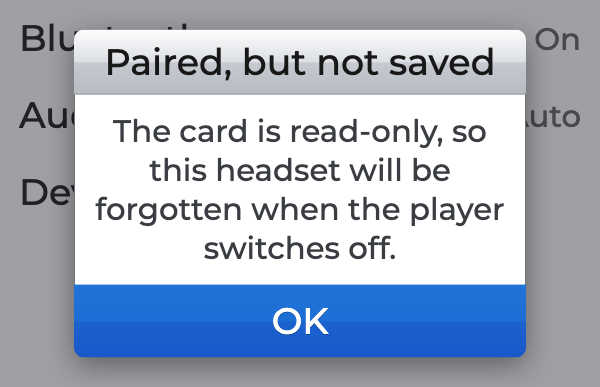 Paired, but not saved
The card is read-only, so
this headset will be
forgotten when the player
switches off.
OK
On